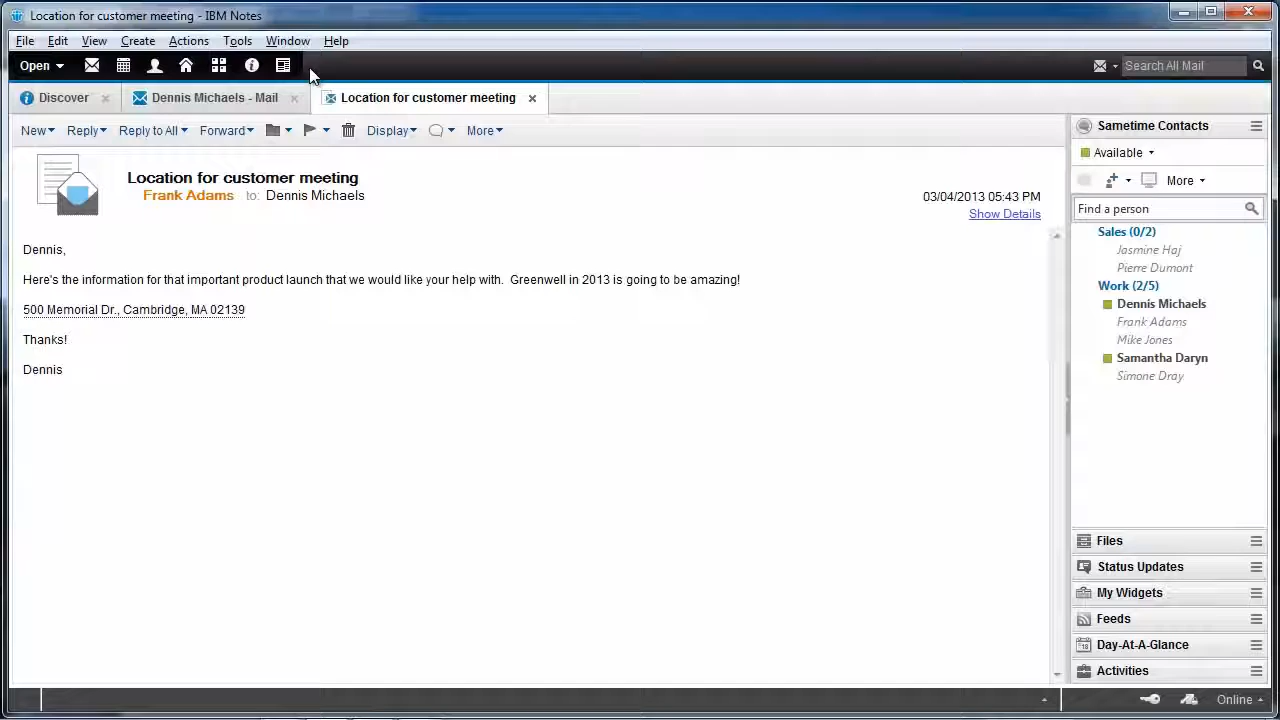 Location for customer meeting - IBM Notes
File Edit View Create Actions Tools Window Help
Open Search All Mail
Discover Dennis Michaels - Mail Location for customer meeting
New Reply Reply to All Forward Display More
Location for customer meeting
Frank Adams to: Dennis Michaels
03/04/2013 05:43 PM
Show Details
Dennis,
Here's the information for that important product launch that we would like your help with. Greenwell in 2013 is going to be amazing!
500 Memorial Dr., Cambridge, MA 02139
Thanks!
Dennis
Sametime Contacts
Available
More
Find a person
Sales (0/2)
Jasmine Haj
Pierre Dumont
Work (2/5)
Dennis Michaels
Frank Adams
Mike Jones
Samantha Daryn
Simone Dray
Files
Status Updates
My Widgets
Feeds
18 Day-At-A-Glance
Activities
Online